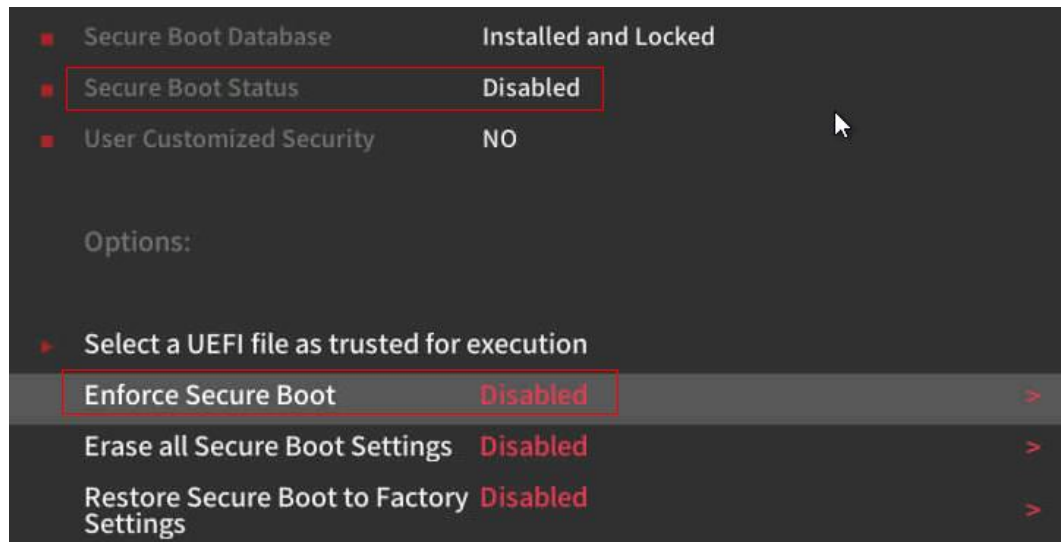 Secure Boot Database Installed and Locked
Secure Boot Status Disabled
User Customized Security NO
Options:
Select a UEFI file as trusted for execution
Enforce Secure Boot Disabled >
Erase all Secure Boot Settings Disabled >
Restore Secure Boot to Factory Disabled >
Settings